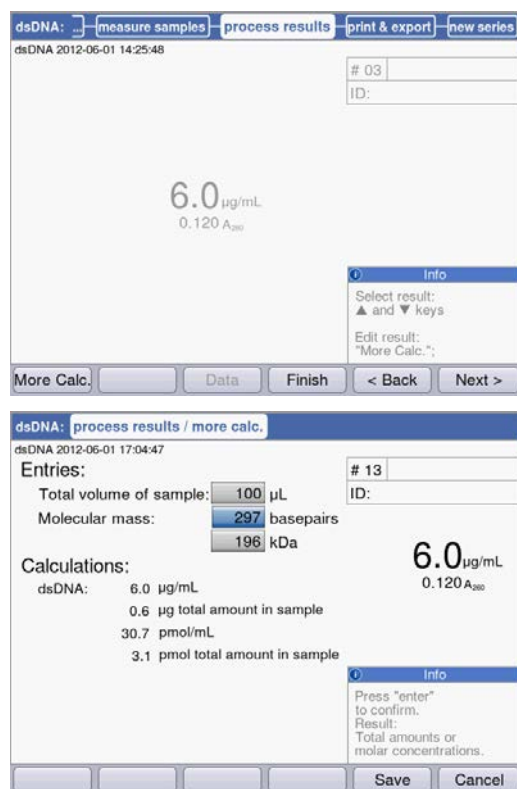 dsDNA: ... measure samples process results print & export new series
dsDNA 2012-06-01 14:25:48
# 03
ID:
6.0 µg/mL
0.120 A260
Info
Select result:
▲ and ▼ keys
Edit result:
"More Calc.";
More Calc. Data Finish < Back Next >
dsDNA: process results / more calc.
dsDNA 2012-06-01 17:04:47
Entries:
# 13
Total volume of sample: 100 µL
ID:
Molecular mass: 297 basepairs
196 kDa
6.0 µg/mL
0.120 A260
Calculations:
dsDNA: 6.0 µg/mL
0.6 µg total amount in sample
30.7 pmol/mL
3.1 pmol total amount in sample
Info
Press "enter"
to confirm.
Result:
Total amounts or
molar concentrations.
Save Cancel